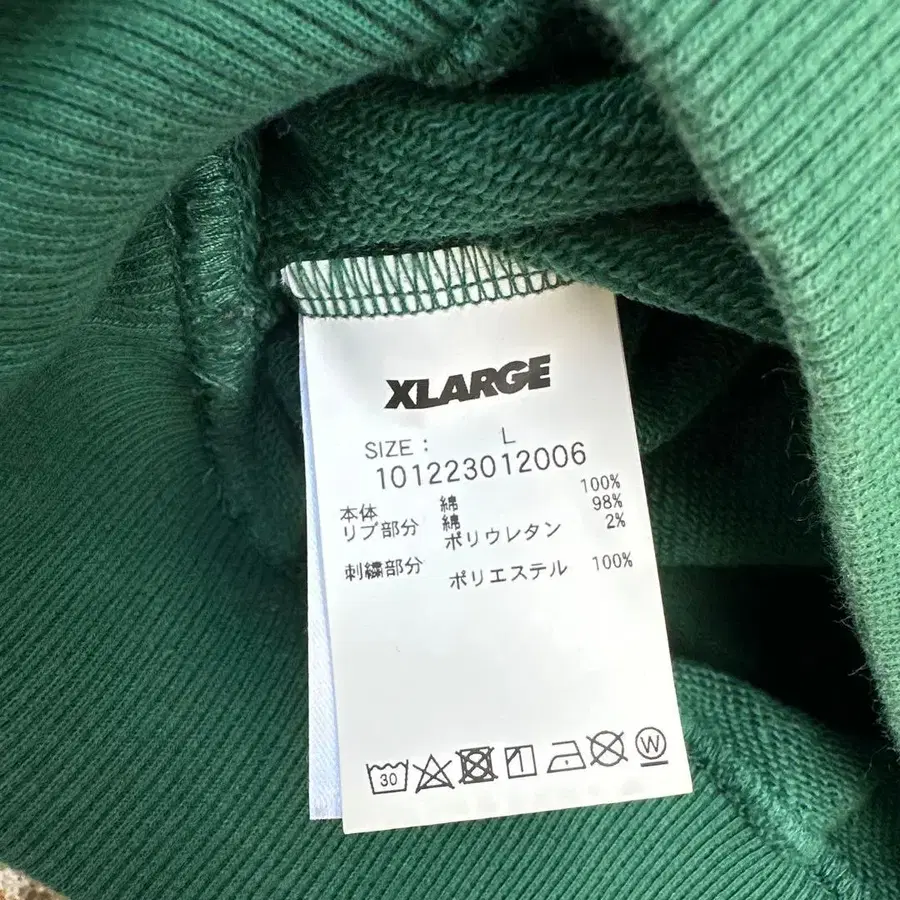 XLARGE
SIZE : L
101223012006
本体 綿 100%
リブ部分 綿 98%
ポリウレタン 2%
刺繍部分 ポリエステル 100%
30
W